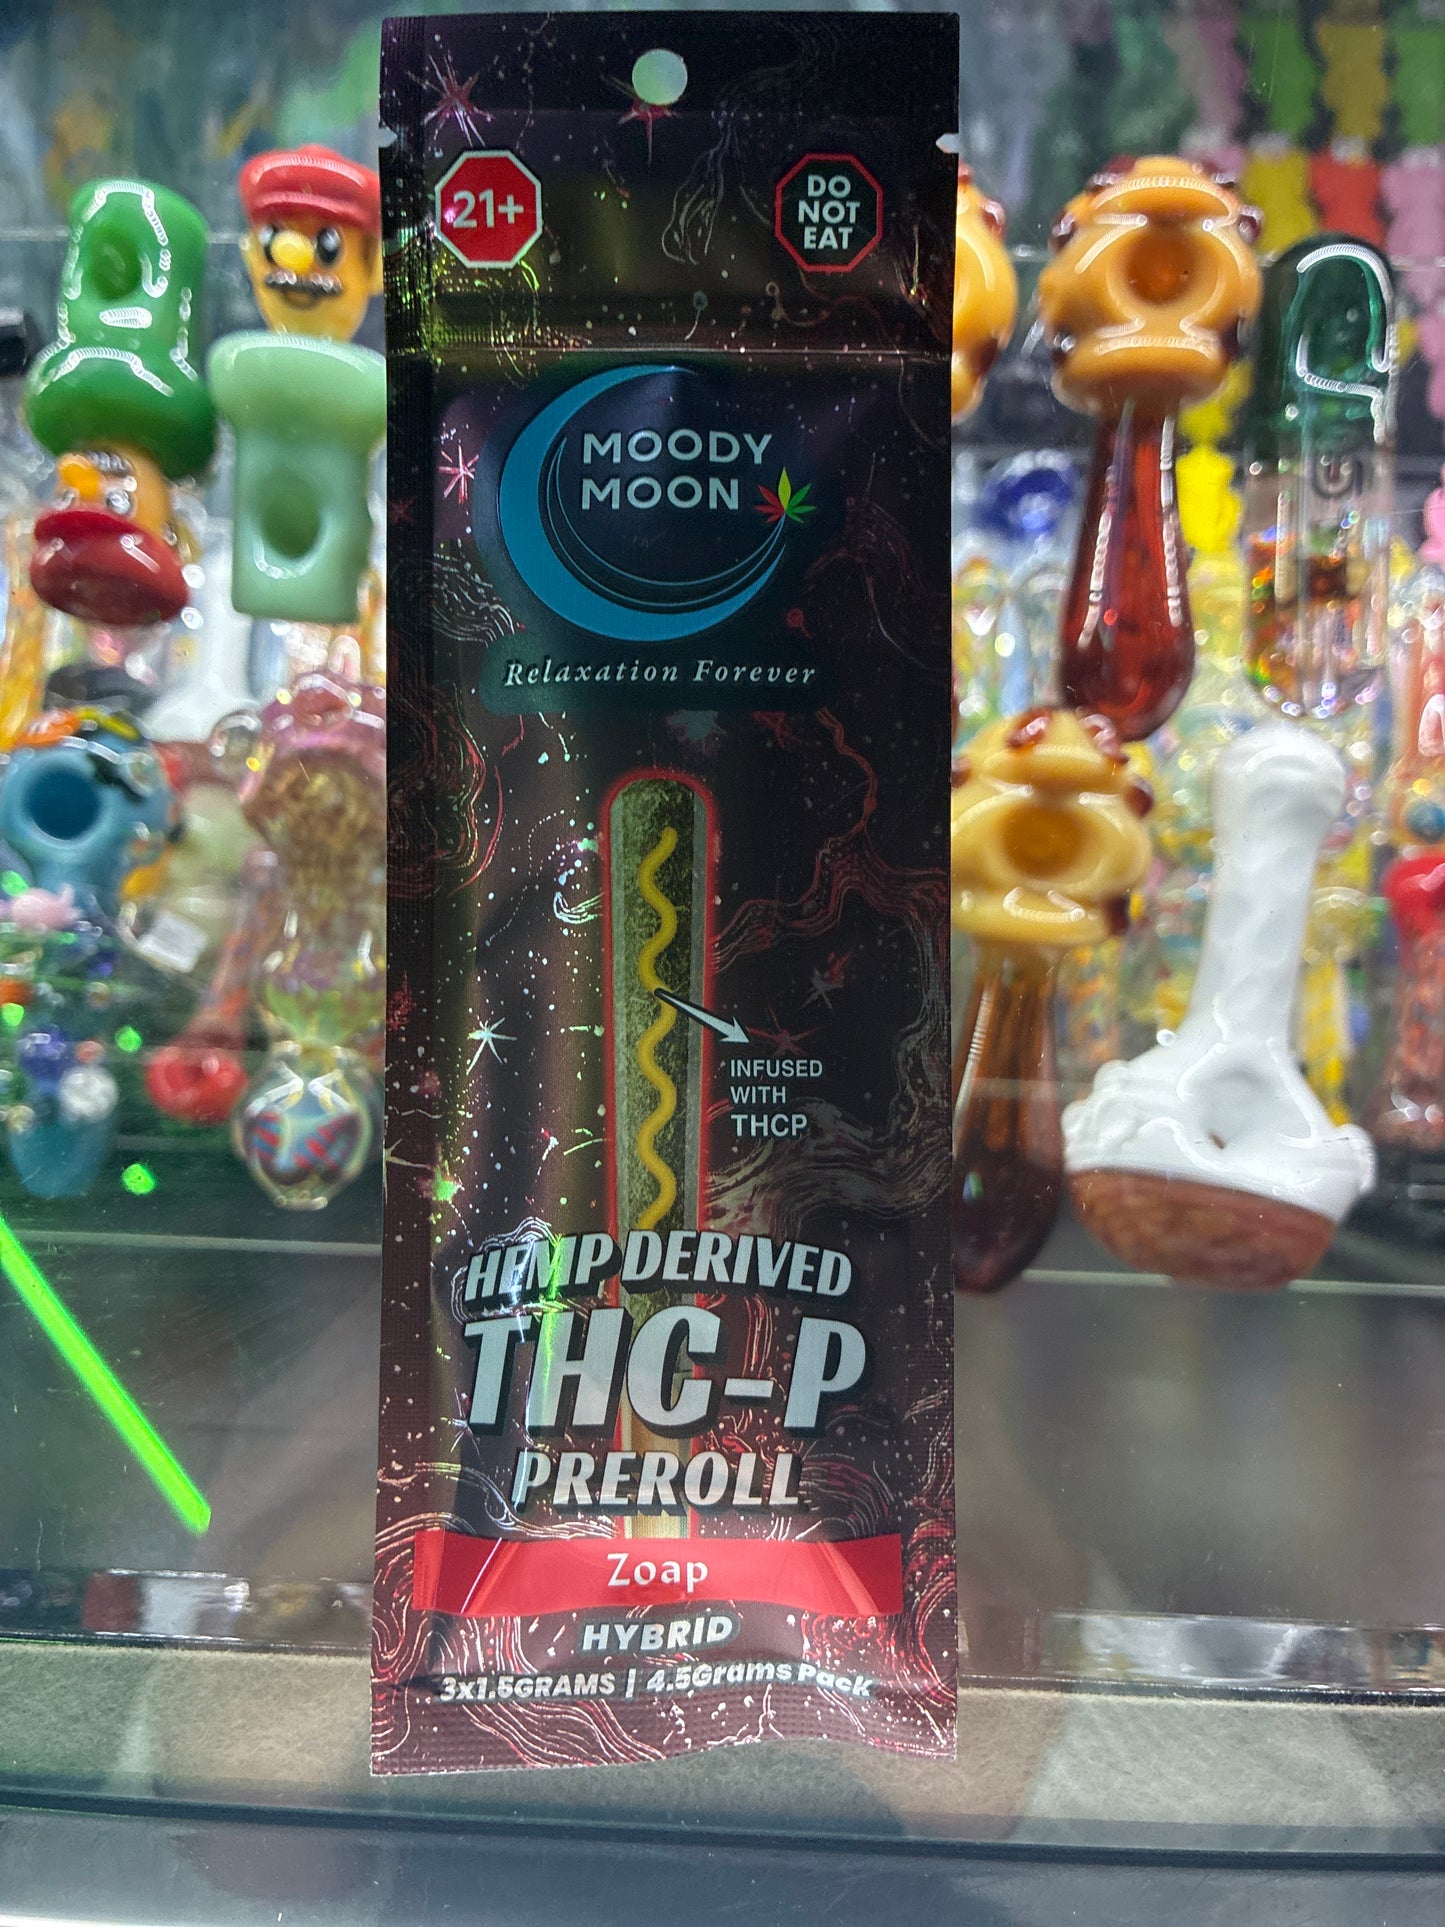 21+
DO
NOT
EAT
MOODY
MOON
Relaxation Forever
INFUSED
WITH
THCP
HEMP DERIVED
THC-P
PREROLL
Zoap
HYBRID
3x1.5GRAMS | 4.5Grams Pack